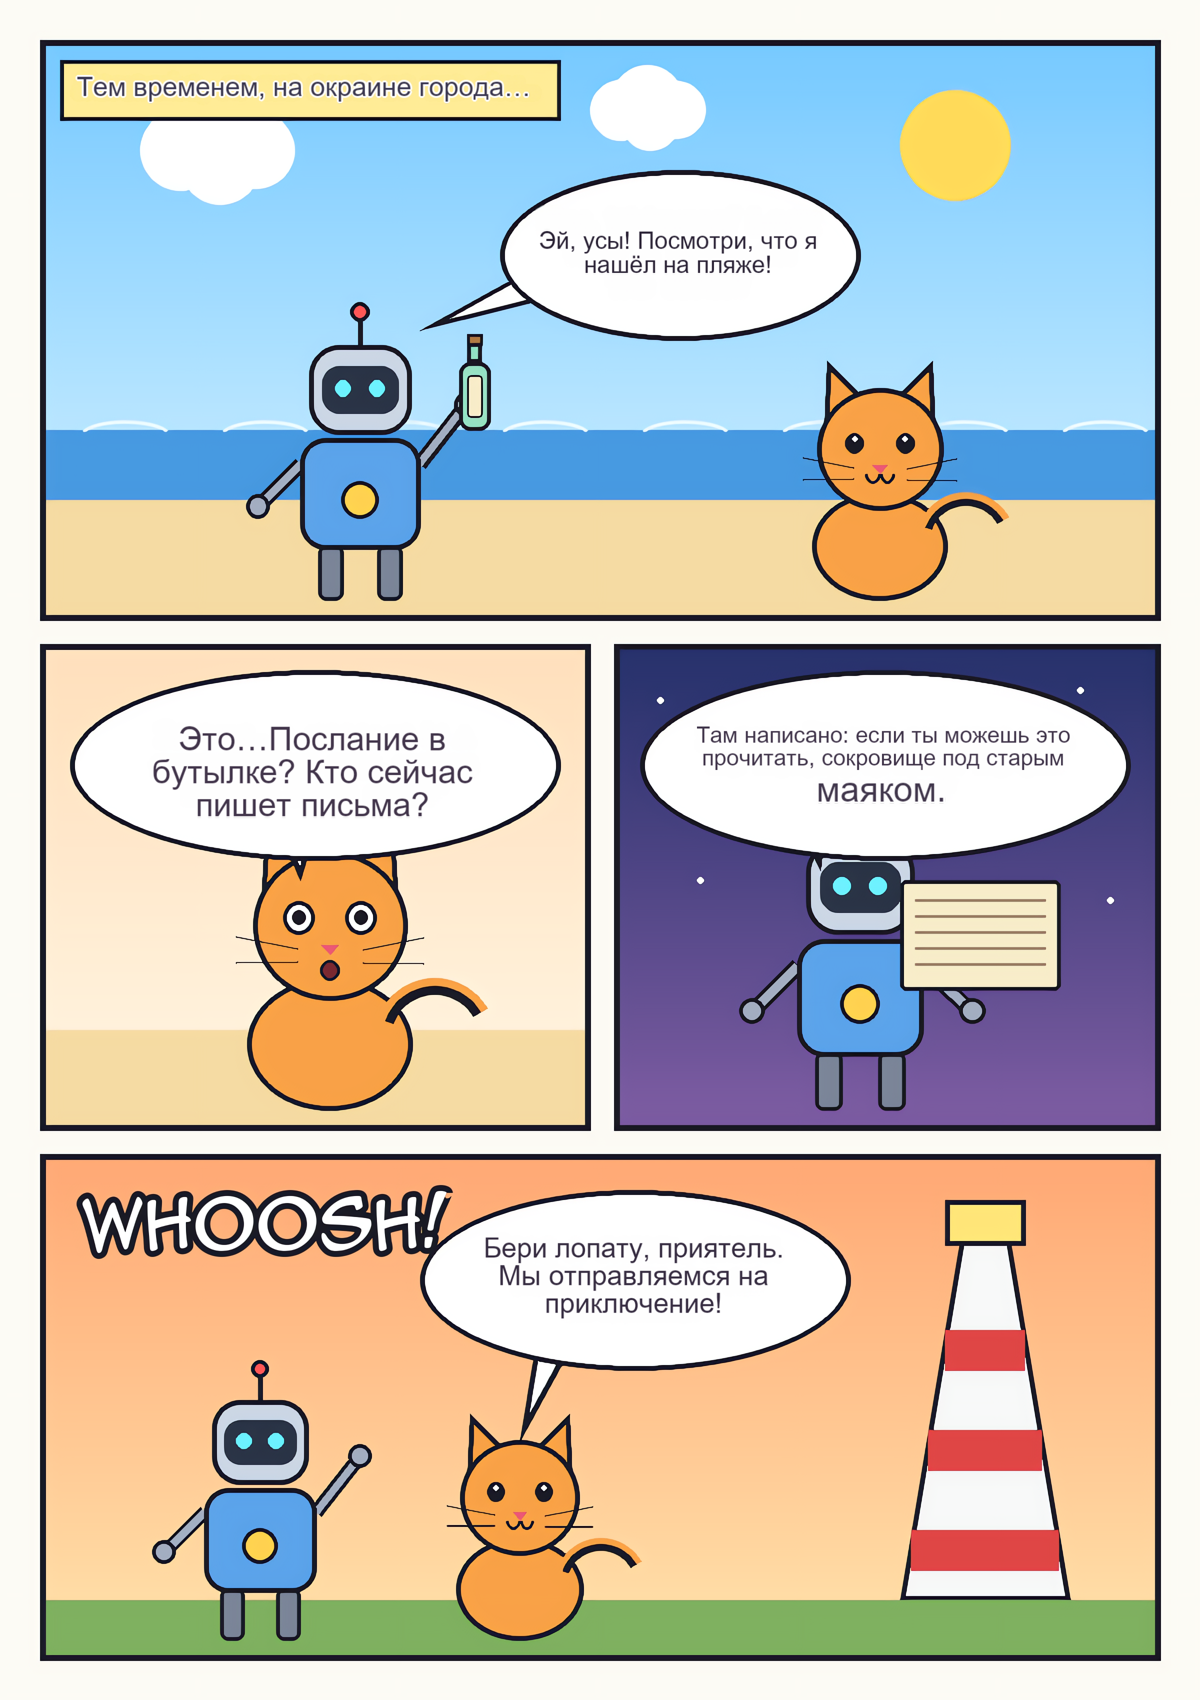 Тем временем, на окраине города...
Эй, усы! Посмотри, что я
нашёл на пляже!
Это...Послание в
бутылке? Кто сейчас
пишет письма?
Там написано: если ты можешь это
прочитать, сокровище под старым
маяком.
WHOOSH!
Бери лопату, приятель.
Мы отправляемся на
приключение!